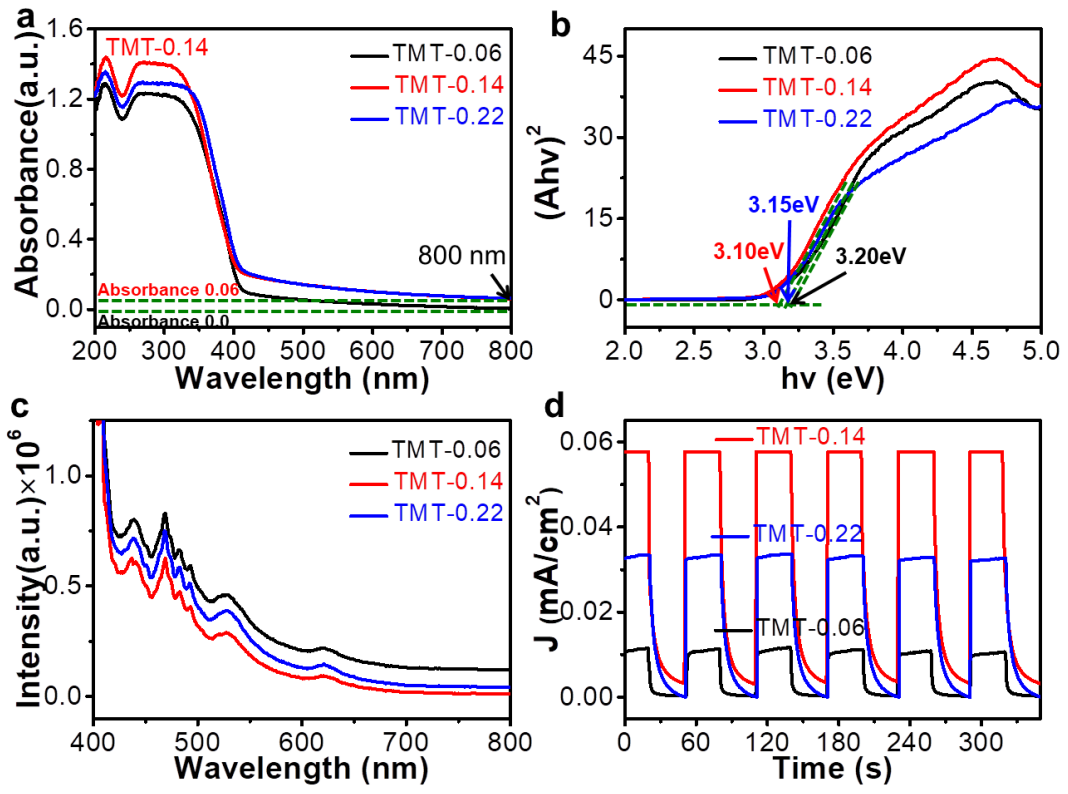 a
TMT-0.14
TMT-0.06
TMT-0.14
TMT-0.22
800 nm
Absorbance 0.06
Absorbance 0.0
1.6
1.2
0.8
0.4
0.0
200 300 400 500 600 700 800
Absorbance(a.u.)
Wavelength (nm)
b
TMT-0.06
TMT-0.14
TMT-0.22
3.15eV
3.10eV
3.20eV
45
30
15
0
2.0 2.5 3.0 3.5 4.0 4.5 5.0
(Ahv)²
hv (eV)
c
TMT-0.06
TMT-0.14
TMT-0.22
1.0
0.5
0.0
400 500 600 700 800
Intensity(a.u.)×10⁶
Wavelength (nm)
d
TMT-0.14
TMT-0.22
TMT-0.06
0.06
0.04
0.02
0.00
0 60 120 180 240 300
J (mA/cm²)
Time (s)